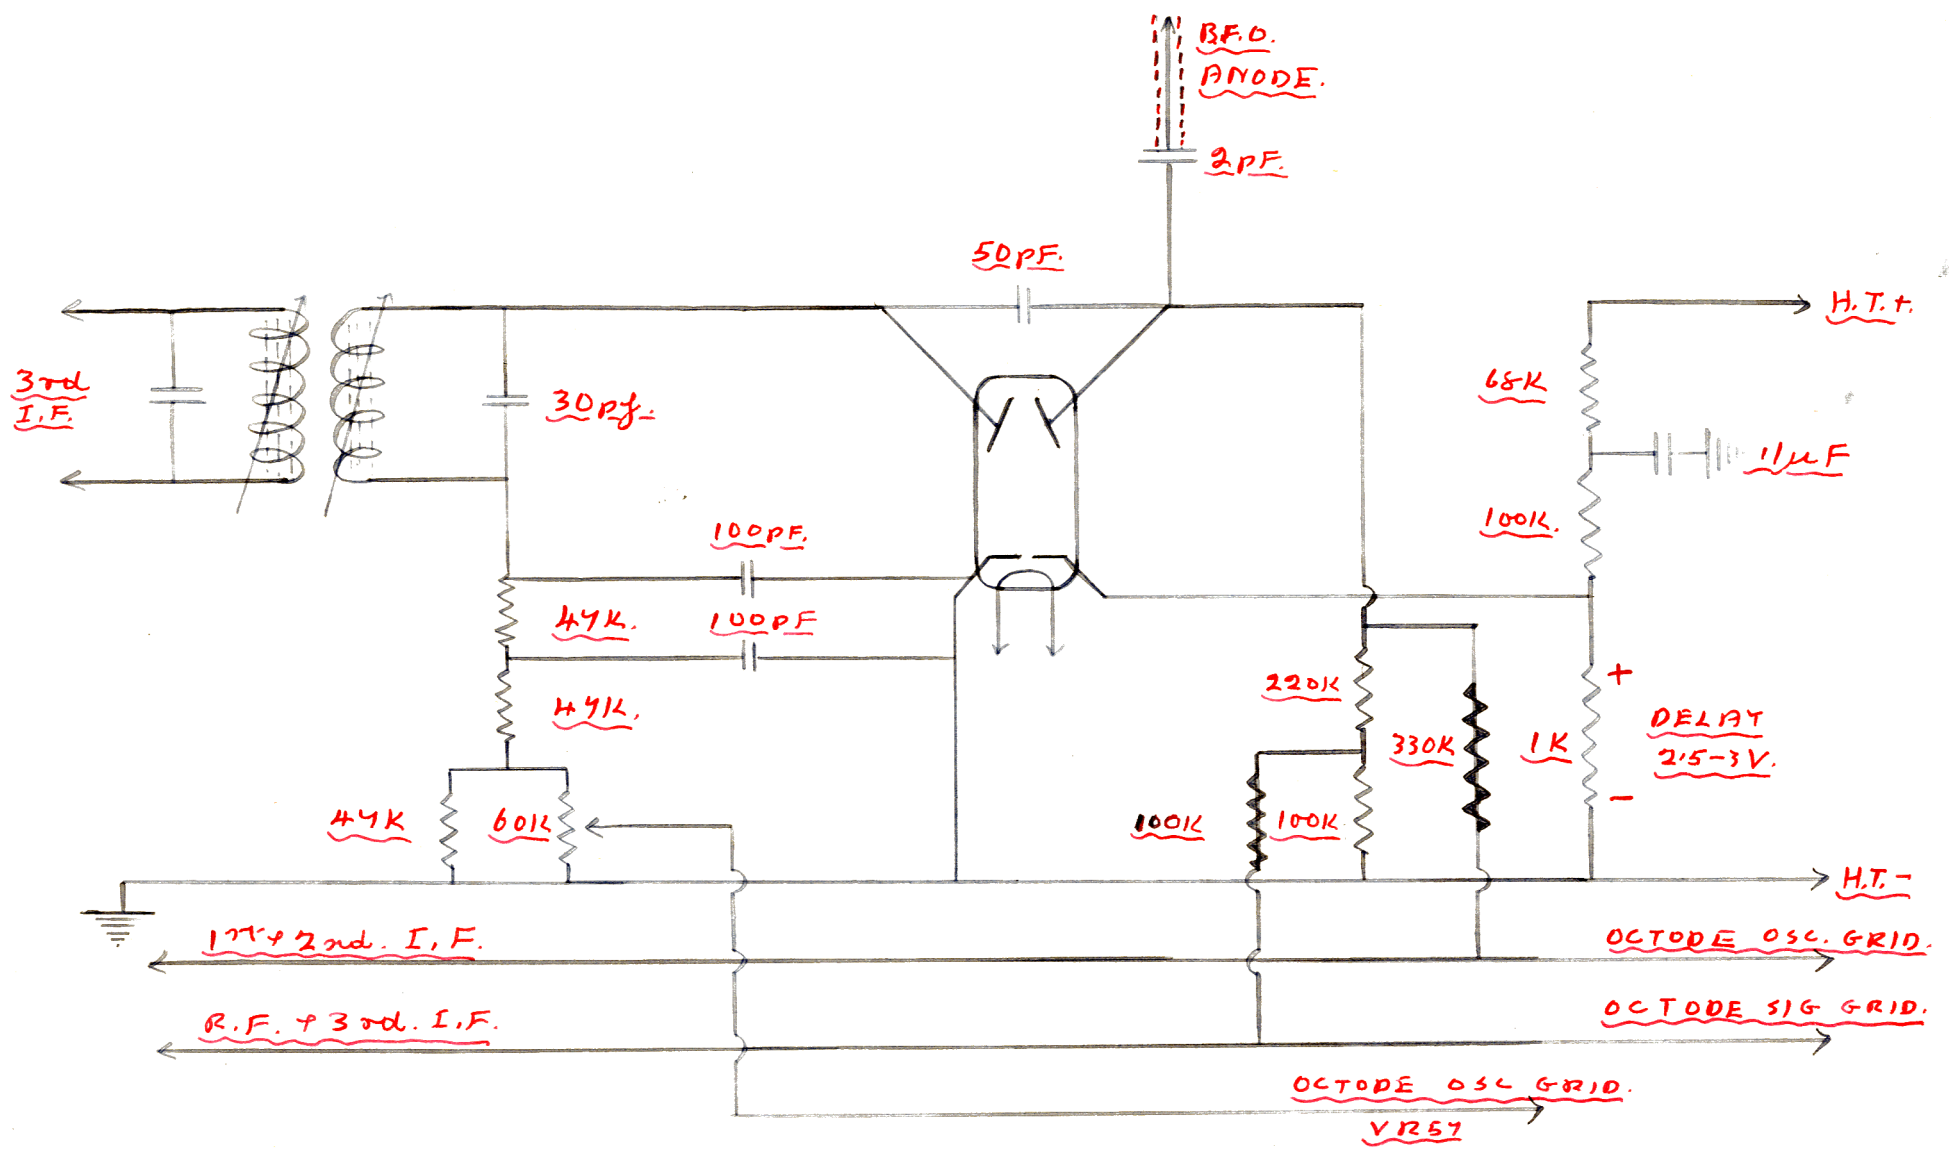 B.F.O.
ANODE.
2pF.
50pF.
H.T.+.
3rd
I.F.
30pf.
68K
.1µF
100K.
100pF.
47K.
100pF
220K
330K
1K
+
DELAY
2.5-3V.
-
47K.
47K
60K
100K
100K
H.T.-
1st + 2nd. I.F.
OCTODE OSC. GRID.
R.F. + 3rd. I.F.
OCTODE SIG GRID.
OCTODE OSC GRID.
VR57